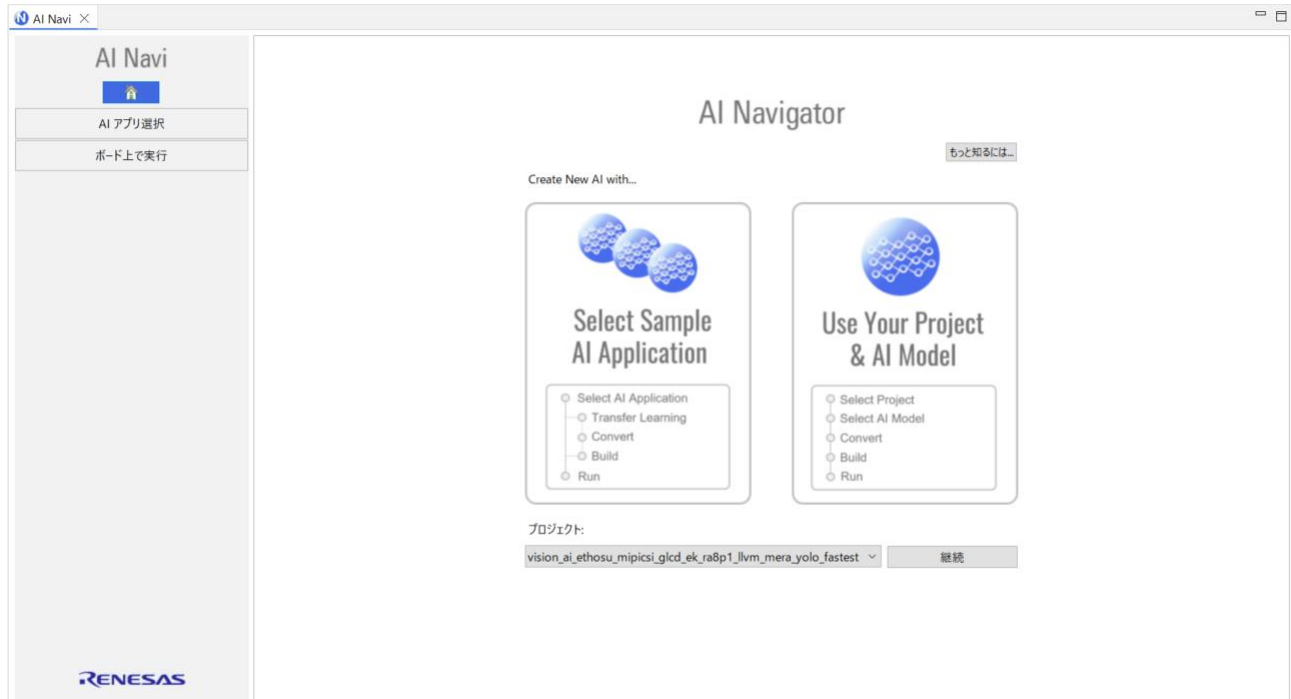 AI Navi
AI Navi
AI アプリ選択
ボード上で実行
RENESAS
AI Navigator
もっと知るには...
Create New AI with...
Select Sample
AI Application
Select AI Application
Transfer Learning
Convert
Build
Run
Use Your Project
& AI Model
Select Project
Select AI Model
Convert
Build
Run
プロジェクト:
vision_ai_ethosu_mipicsi_glcd_ek_ra8p1_llvm_mera_yolo_fastest
継続